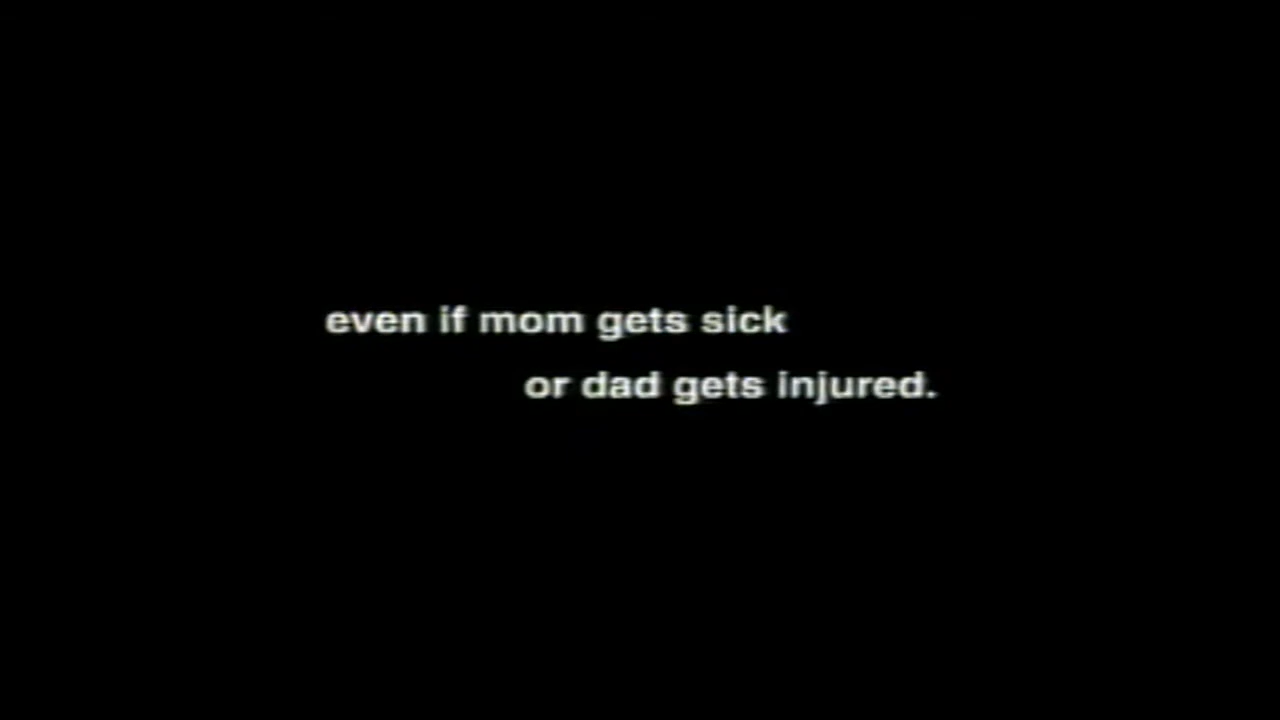 even if mom gets sick
or dad gets injured.